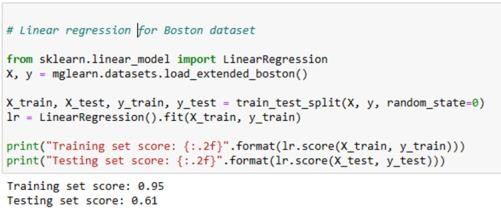 # Linear regression for Boston dataset
from sklearn.linear_model import LinearRegression
X, y = mglearn.datasets.load_extended_boston()
X_train, X_test, y_train, y_test = train_test_split(X, y, random_state=0)
lr = LinearRegression().fit(X_train, y_train)
print("Training set score: {:.2f}".format(lr.score(X_train, y_train)))
print("Testing set score: {:.2f}".format(lr.score(X_test, y_test)))
Training set score: 0.95
Testing set score: 0.61